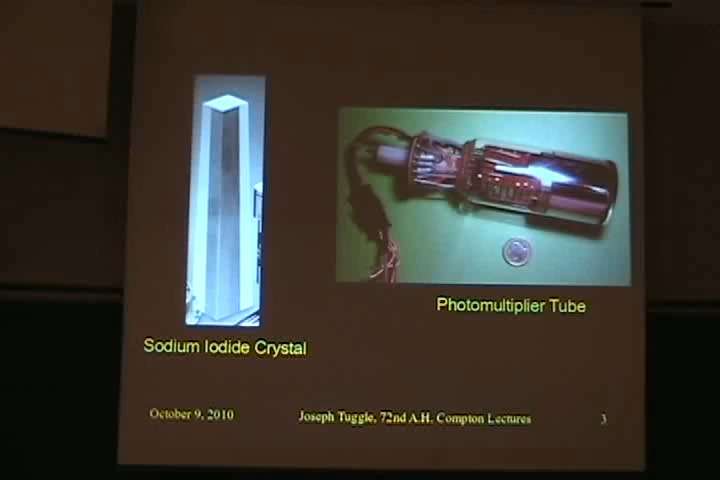 Photomultiplier Tube
Sodium Iodide Crystal
October 9, 2010
Joseph Tuggle, 72nd A.H. Compton Lectures
3